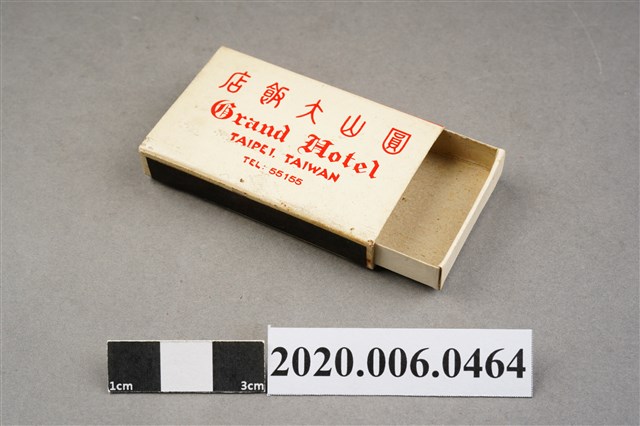 店飯大山圓
Grand Hotel
TAIPEI. TAIWAN
TEL: 55155
1cm 3cm
2020.006.0464